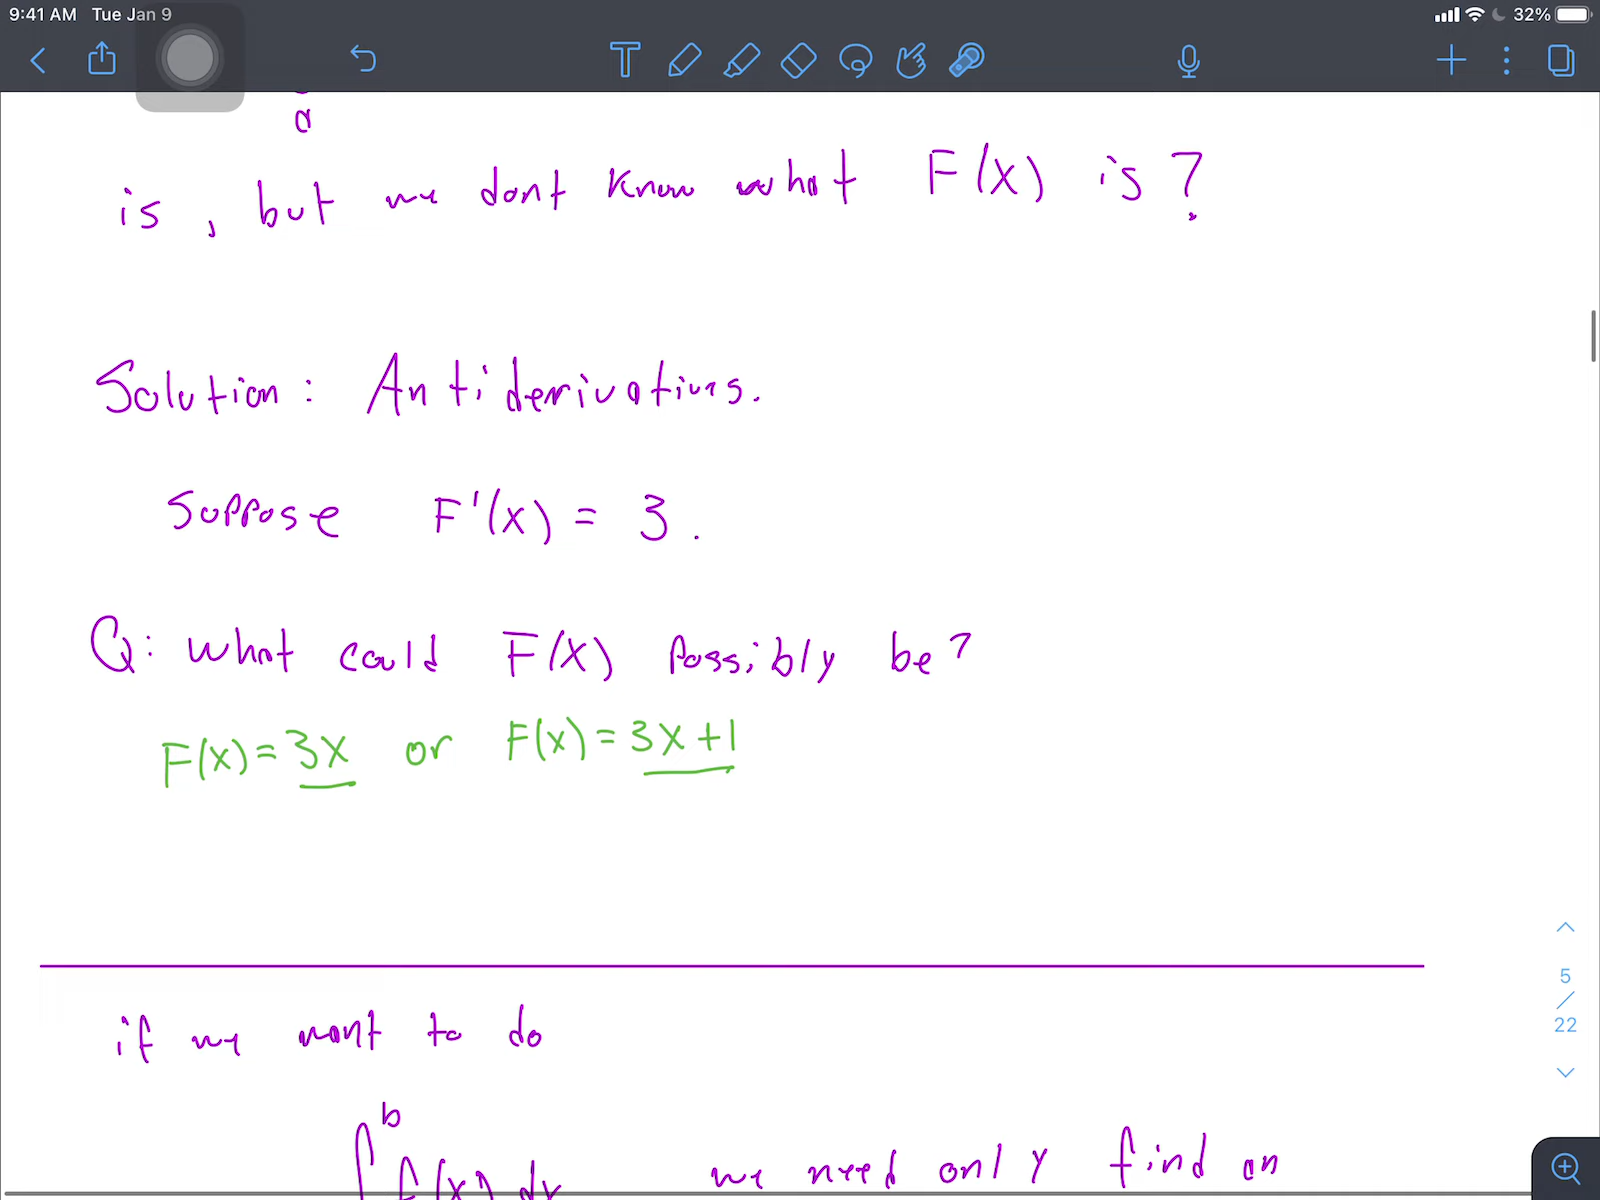 9:41 AM Tue Jan 9 32%
a
is, but we dont know what F(x) is?
Solution: Antiderivatives.
Suppose F'(x) = 3.
Q: What could F(x) possibly be?
F(x) = 3x or F(x) = 3x+1
5
/
22
if we want to do
∫ b f(x) dx we need only find an